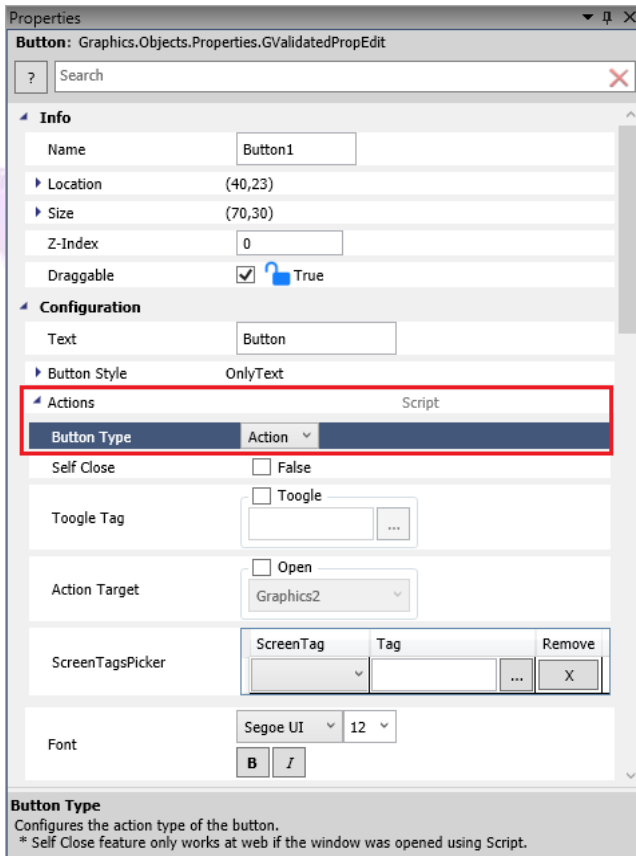 Properties
Button: Graphics.Objects.Properties.GValidatedPropEdit
? Search
Info
Name Button1
Location (40,23)
Size (70,30)
Z-Index 0
Draggable True
Configuration
Text Button
Button Style OnlyText
Actions Script
Button Type Action
Self Close False
Toogle
Toogle Tag ...
Open
Action Target Graphics2
ScreenTag Tag Remove
ScreenTagsPicker ... X
Font Segoe UI 12
B I
Button Type
Configures the action type of the button.
* Self Close feature only works at web if the window was opened using Script.